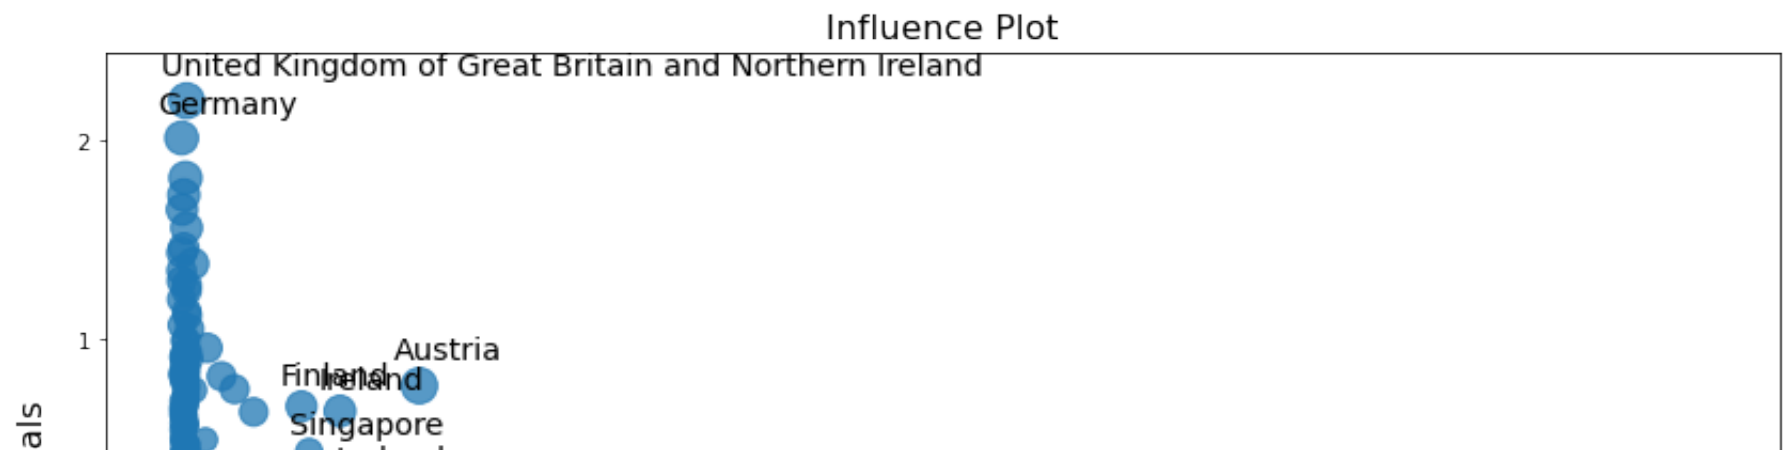 Influence Plot
United Kingdom of Great Britain and Northern Ireland
Germany
2
1
Austria
Finland
Ireland
Singapore
als